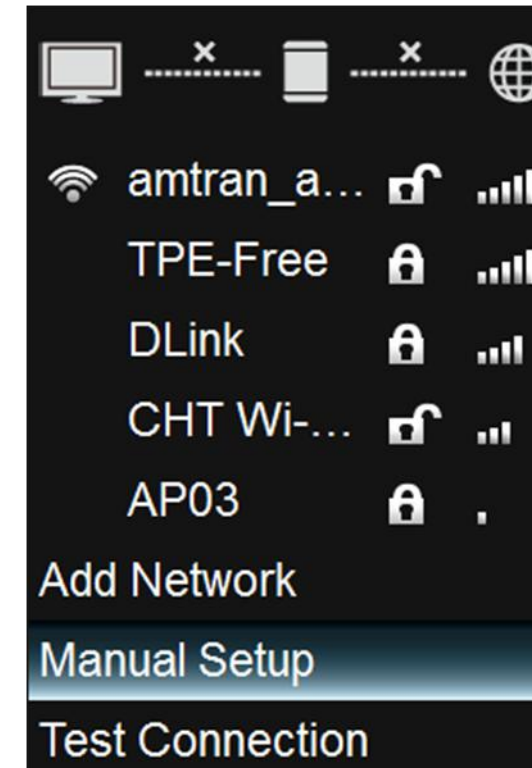 amtran_a...
TPE-Free
DLink
CHT Wi-...
AP03
Add Network
Manual Setup
Test Connection